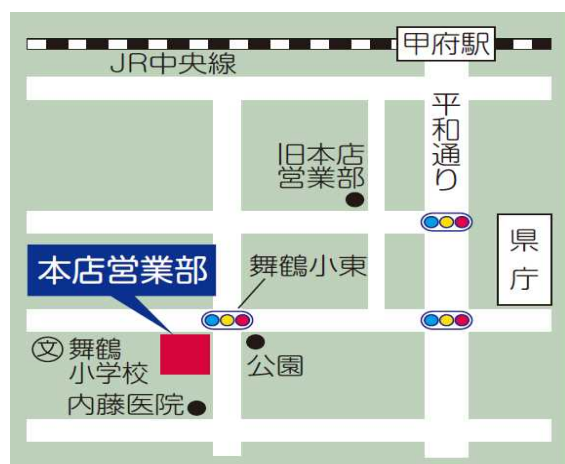 甲府駅
JR中央線
平和通り
旧本店
営業部
県庁
本店営業部
舞鶴小東
文
舞鶴
小学校
公園
内藤医院